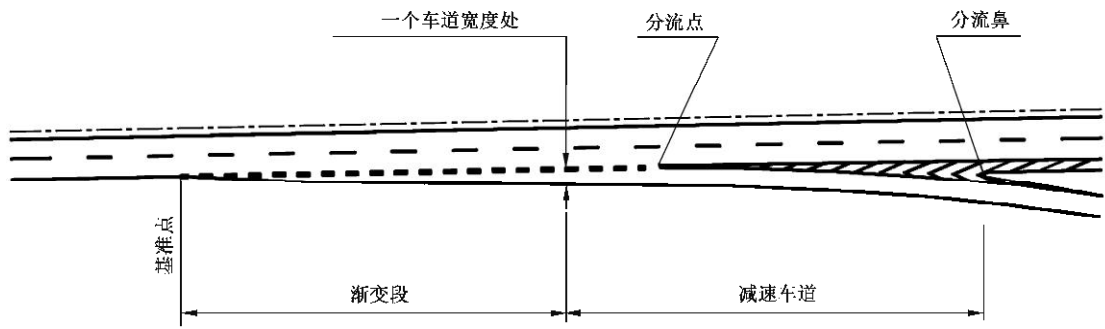 一个车道宽度处
分流点
分流鼻
基准点
渐变段
减速车道